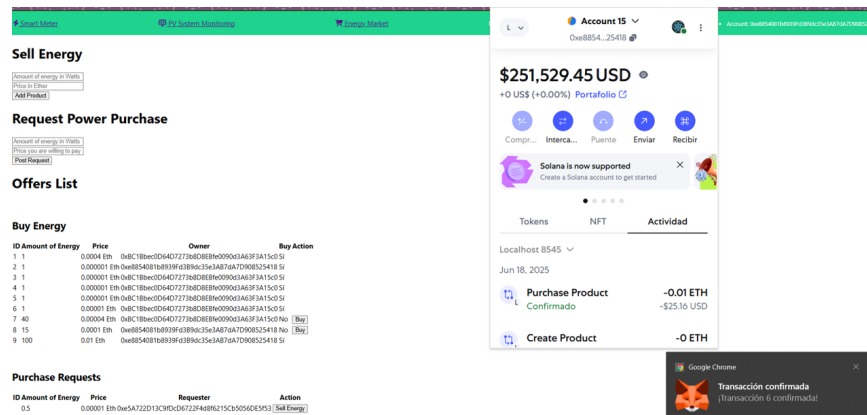 Smart Meter
PV System Monitoring
Energy Market
Account: 0xe8854081b8939Fd3B9dc35e3AB7dA7D90852
Sell Energy
Amount of energy in Watts
Price in Ether
Add Product
Request Power Purchase
Amount of energy in Watts
Price you are willing to pay
Post Request
Offers List
Buy Energy
ID Amount of Energy Price Owner Buy Action
1 1 0.0004 Eth 0xBC1Bbec0D64D7273b8D8EBfe0090d3A63F3A15c0 Sí
2 1 0.000001 Eth 0xe8854081b8939Fd3B9dc35e3AB7dA7D908525418 Sí
3 1 0.000001 Eth 0xBC1Bbec0D64D7273b8D8EBfe0090d3A63F3A15c0 Sí
4 1 0.000001 Eth 0xBC1Bbec0D64D7273b8D8EBfe0090d3A63F3A15c0 Sí
5 1 0.000001 Eth 0xBC1Bbec0D64D7273b8D8EBfe0090d3A63F3A15c0 Sí
6 1 0.00001 Eth 0xBC1Bbec0D64D7273b8D8EBfe0090d3A63F3A15c0 Sí
7 40 0.00004 Eth 0xBC1Bbec0D64D7273b8D8EBfe0090d3A63F3A15c0 No Buy
8 15 0.0001 Eth 0xe8854081b8939Fd3B9dc35e3AB7dA7D908525418 No Buy
9 100 0.01 Eth 0xe8854081b8939Fd3B9dc35e3AB7dA7D908525418 Sí
Purchase Requests
ID Amount of Energy Price Requester Action
0.5 0.00001 Eth 0xe5A722D13C9fDcD6722F4d8f6215Cb5056DE5f53 Sell Energy
L
Account 15
0xe8854...25418
$251,529.45 USD
+0 US$ (+0.00%) Portafolio
Compr... Interca... Puente Enviar Recibir
Solana is now supported
Create a Solana account to get started
Tokens NFT Actividad
Localhost 8545
Jun 18, 2025
Purchase Product -0.01 ETH
L Confirmado -$25.16 USD
Create Product -0 ETH
Google Chrome
Transacción confirmada
¡Transacción 6 confirmada!